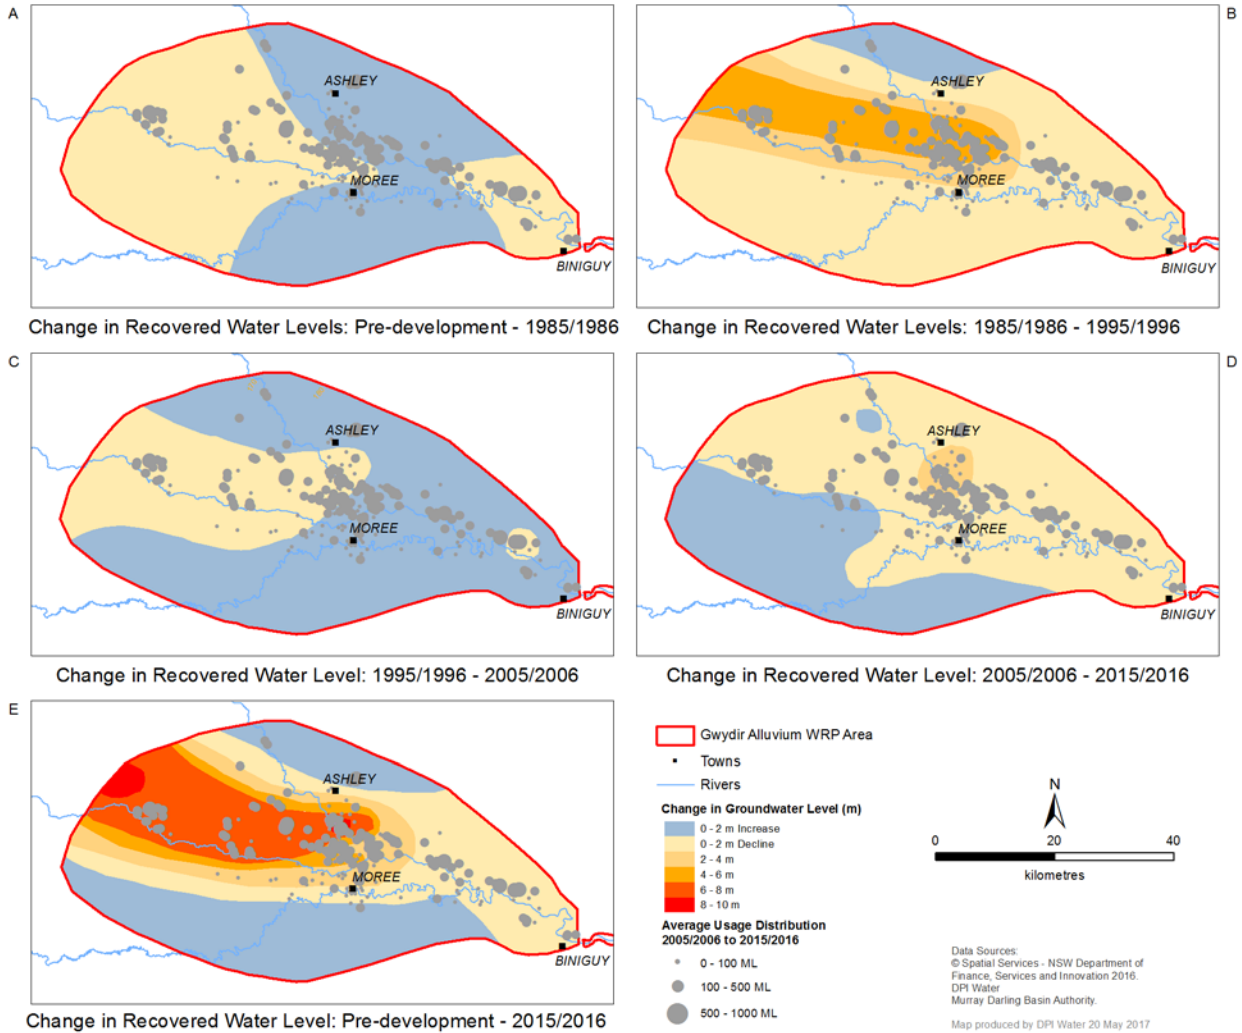 A
ASHLEY
MOREE
BINIGUY
Change in Recovered Water Levels: Pre-development - 1985/1986
B
ASHLEY
MOREE
BINIGUY
Change in Recovered Water Levels: 1985/1986 - 1995/1996
C
ASHLEY
MOREE
BINIGUY
Change in Recovered Water Level: 1995/1996 - 2005/2006
D
ASHLEY
MOREE
BINIGUY
Change in Recovered Water Level: 2005/2006 - 2015/2016
E
ASHLEY
MOREE
BINIGUY
Change in Recovered Water Level: Pre-development - 2015/2016
Gwydir Alluvium WRP Area
Towns
Rivers
Change in Groundwater Level (m)
0 - 2 m Increase
0 - 2 m Decline
2 - 4 m
4 - 6 m
6 - 8 m
8 - 10 m
Average Usage Distribution
2005/2006 to 2015/2016
0 - 100 ML
100 - 500 ML
500 - 1000 ML
N
0 20 40
kilometres
Data Sources:
© Spatial Services - NSW Department of
Finance, Services and Innovation 2016.
DPI Water
Murray Darling Basin Authority.
Map produced by DPI Water 20 May 2017